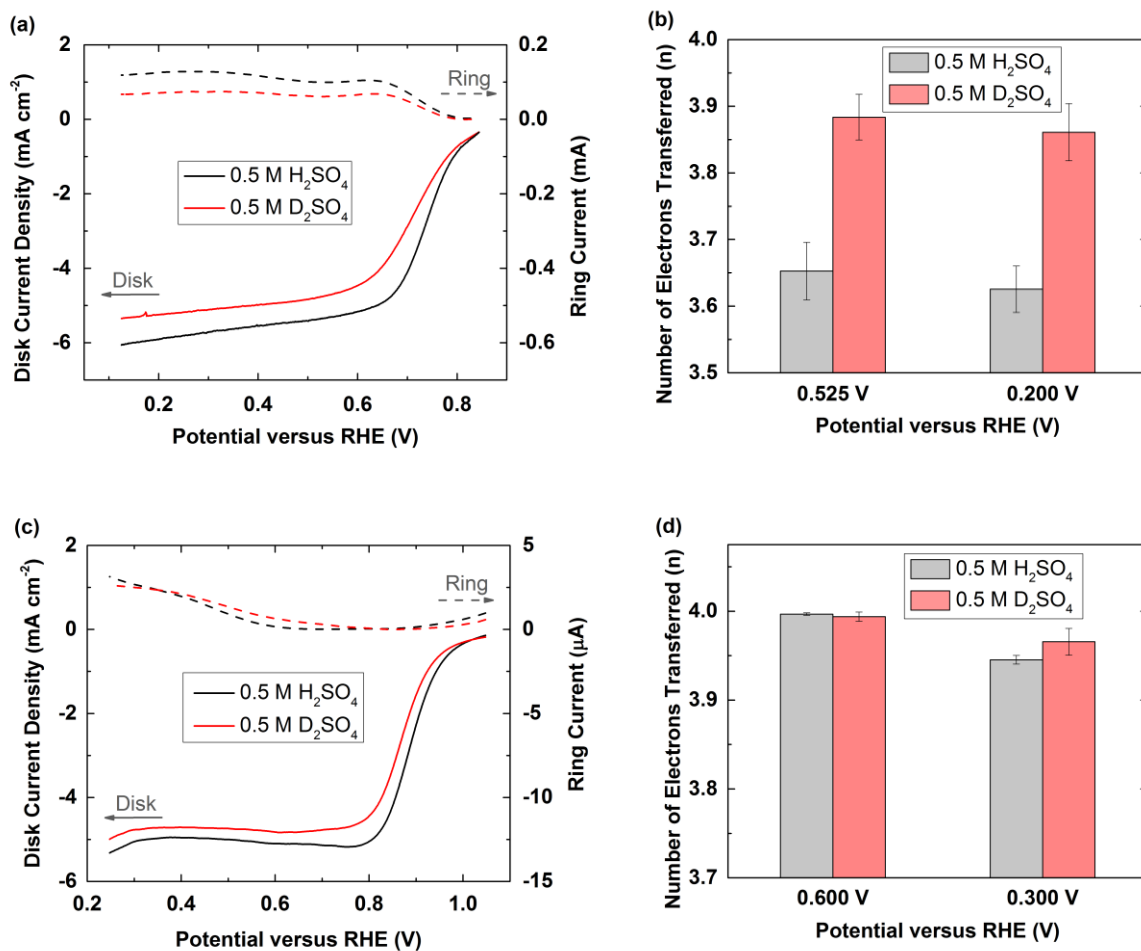 (a)
2
0
-2
-4
-6
Disk Current Density (mA cm⁻²)
0.2
0.0
-0.2
-0.4
-0.6
Ring Current (mA)
Ring
0.5 M H₂SO₄
0.5 M D₂SO₄
Disk
0.2 0.4 0.6 0.8
Potential versus RHE (V)
(b)
4.0
3.9
3.8
3.7
3.6
3.5
Number of Electrons Transferred (n)
0.5 M H₂SO₄
0.5 M D₂SO₄
0.525 V 0.200 V
Potential versus RHE (V)
(c)
2
0
-2
-4
-6
Disk Current Density (mA cm⁻²)
5
0
-5
-10
-15
Ring Current (μA)
Ring
0.5 M H₂SO₄
0.5 M D₂SO₄
Disk
0.2 0.4 0.6 0.8 1.0
Potential versus RHE (V)
(d)
4.0
3.9
3.8
3.7
Number of Electrons Transferred (n)
0.5 M H₂SO₄
0.5 M D₂SO₄
0.600 V 0.300 V
Potential versus RHE (V)